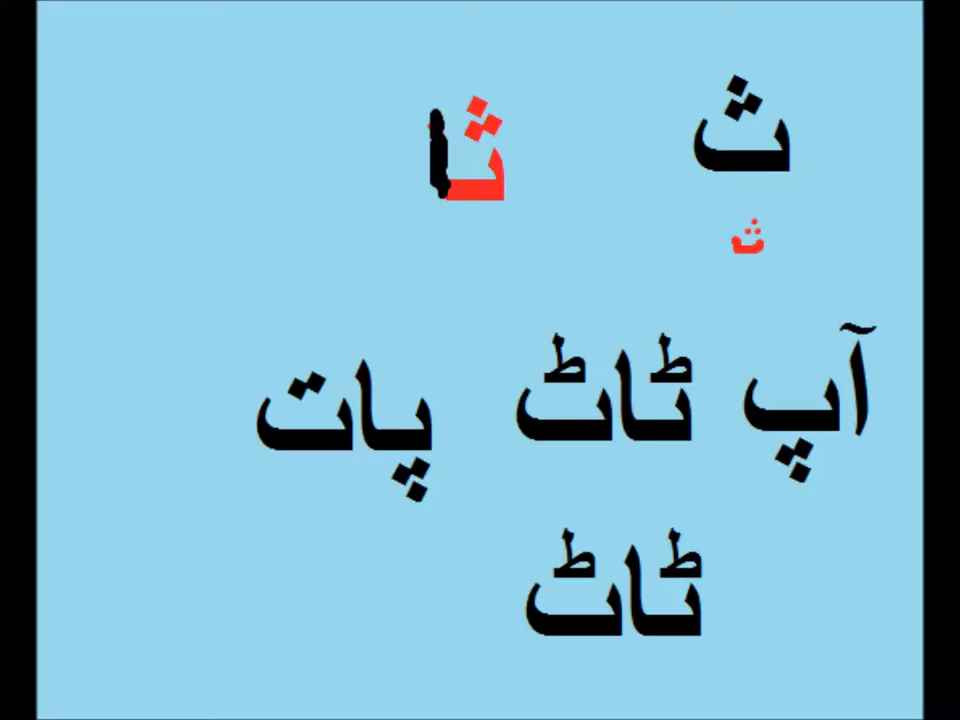 ث ثا
ث
آپ ٹاٹ پات
ٹاٹ